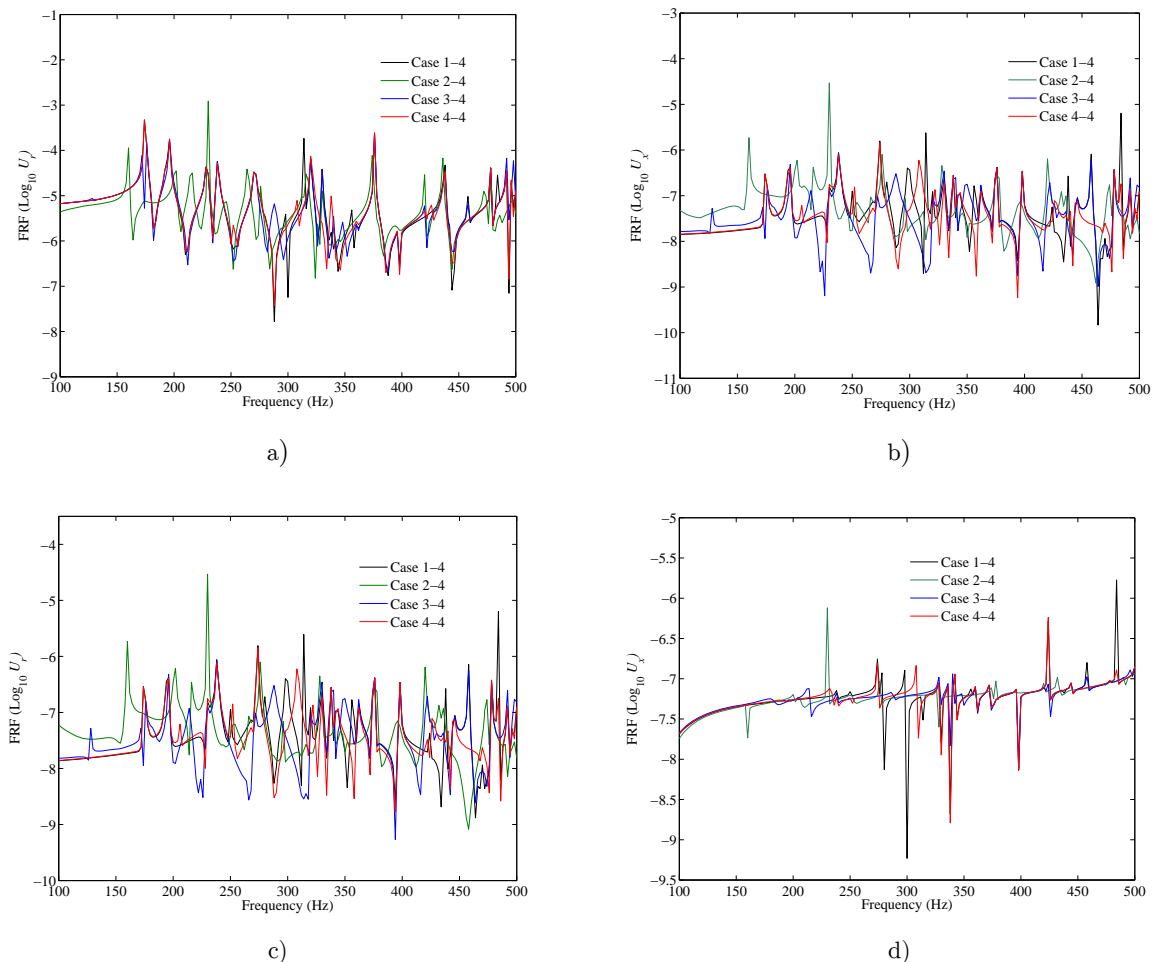 −1
−2
−3
−4
−5
−6
−7
−8
−9
FRF (Log10 Ur)
Case 1−4
Case 2−4
Case 3−4
Case 4−4
100 150 200 250 300 350 400 450 500
Frequency (Hz)
a)
−3
−4
−5
−6
−7
−8
−9
−10
−11
FRF (Log10 Ux)
Case 1−4
Case 2−4
Case 3−4
Case 4−4
100 150 200 250 300 350 400 450 500
Frequency (Hz)
b)
−4
−5
−6
−7
−8
−9
−10
FRF (Log10 Ur)
Case 1−4
Case 2−4
Case 3−4
Case 4−4
100 150 200 250 300 350 400 450 500
Frequency (Hz)
c)
−5
−5.5
−6
−6.5
−7
−7.5
−8
−8.5
−9
−9.5
FRF (Log10 Ux)
Case 1−4
Case 2−4
Case 3−4
Case 4−4
100 150 200 250 300 350 400 450 500
Frequency (Hz)
d)